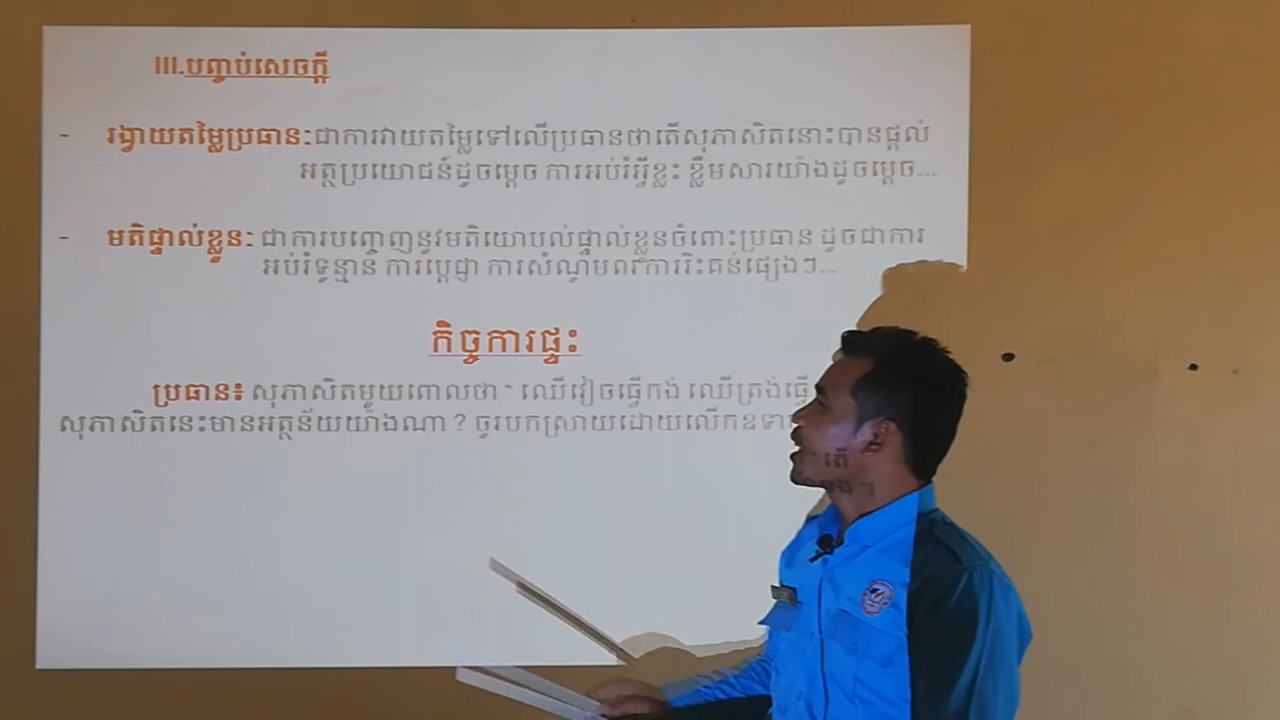 III.បញ្ចប់សេចក្តី
- រង្វាយតម្លៃប្រធានៈជាការវាយតម្លៃទៅលើប្រធានថាតើសុភាសិតនោះបានផ្តល់
អត្ថប្រយោជន៍ដូចម្តេច ការអប់រំអ្វីខ្លះ ខ្លឹមសារយ៉ាងដូចម្តេច...
- មតិផ្ទាល់ខ្លួនៈ ជាការបញ្ចេញនូវមតិយោបល់ផ្ទាល់ខ្លួនចំពោះប្រធាន ដូចជាការ
អប់រំទូន្មាន ការប្តេជ្ញា ការសំណូមពរ ការរិះគន់ផ្សេងៗ...
កិច្ចការផ្ទះ
ប្រធាន៖ សុភាសិតមួយពោលថា “ ឈើវៀចធ្វើកង់ ឈើត្រង់ធ្វើ តើ
សុភាសិតនេះមានអត្ថន័យយ៉ាងណា ? ចូរបកស្រាយដោយលើក